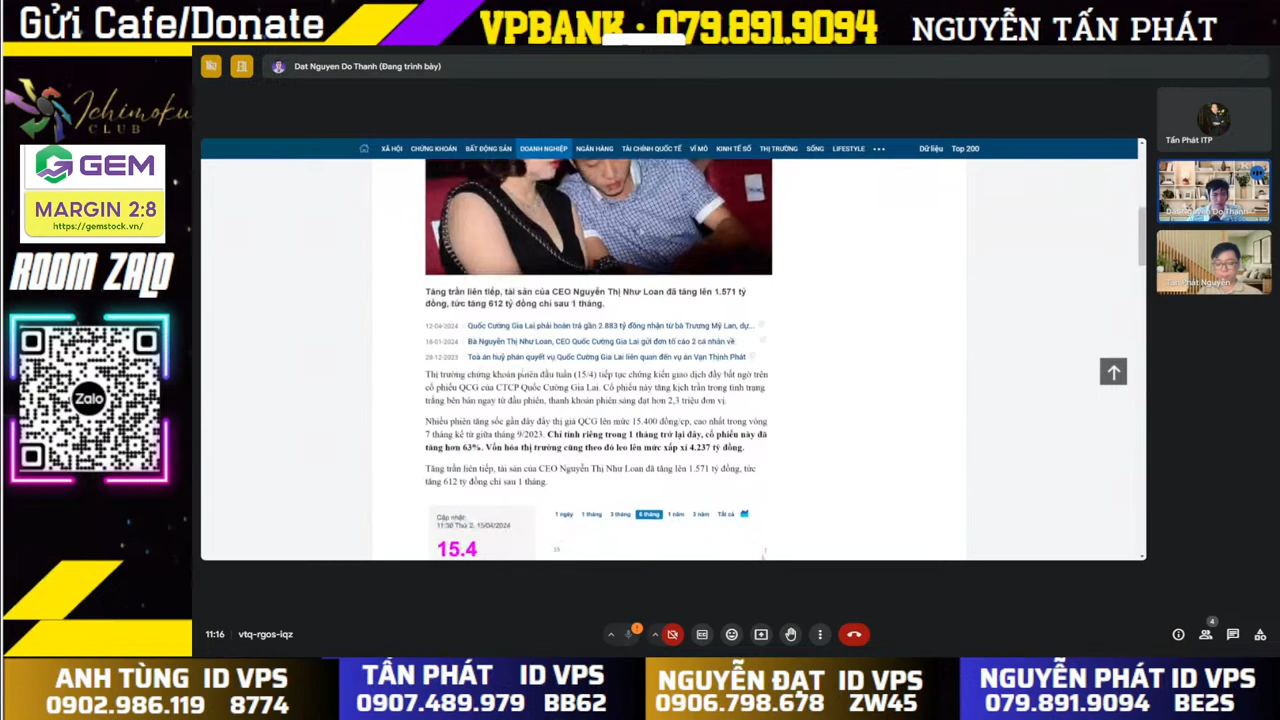 Gửi Cafe/Donate
VPBANK : 079.891.9094
NGUYỄN TẤN PHÁT
Dat Nguyen Do Thanh (Đang trình bày)
Ichimoku
CLUB
GEM
MARGIN 2:8
https://gemstock.vn/
ROOM ZALO
Zalo
XÃ HỘI CHỨNG KHOÁN BẤT ĐỘNG SẢN DOANH NGHIỆP NGÂN HÀNG TÀI CHÍNH QUỐC TẾ VĨ MÔ KINH TẾ SỐ THỊ TRƯỜNG SỐNG LIFESTYLE ••• Dữ liệu Top 200
Tấn Phát ITP
Dat Nguyen Do Thanh
Tấn Phát Nguyễn
Tăng trần liên tiếp, tài sản của CEO Nguyễn Thị Như Loan đã tăng lên 1.571 tỷ
đồng, tức tăng 612 tỷ đồng chỉ sau 1 tháng.
12-04-2024 Quốc Cường Gia Lai phải hoàn trả gần 2.883 tỷ đồng nhận từ bà Trương Mỹ Lan, dự...
18-01-2024 Bà Nguyễn Thị Như Loan, CEO Quốc Cường Gia Lai gửi đơn tố cáo 2 cá nhân về
28-12-2023 Toà án huỷ phán quyết vụ Quốc Cường Gia Lai liên quan đến vụ án Vạn Thịnh Phát
Thị trường chứng khoán phiên đầu tuần (15/4) tiếp tục chứng kiến giao dịch đầy bất ngờ trên
cổ phiếu QCG của CTCP Quốc Cường Gia Lai. Cổ phiếu này tăng kịch trần trong tình trạng
trắng bên bán ngay từ đầu phiên, thanh khoản phiên sáng đạt hơn 2,3 triệu đơn vị.
Nhiều phiên tăng sốc gần đây đẩy thị giá QCG lên mức 15.400 đồng/cp, cao nhất trong vòng
7 tháng kể từ giữa tháng 9/2023. Chỉ tính riêng trong 1 tháng trở lại đây, cổ phiếu này đã
tăng hơn 63%. Vốn hóa thị trường cũng theo đó leo lên mức xấp xỉ 4.237 tỷ đồng.
Tăng trần liên tiếp, tài sản của CEO Nguyễn Thị Như Loan đã tăng lên 1.571 tỷ đồng, tức
tăng 612 tỷ đồng chỉ sau 1 tháng.
Cập nhật:
11:30 Thứ 2, 15/04/2024
15.4
1 ngày 1 tháng 3 tháng 6 tháng 1 năm 3 năm Tất cả
15
11:16 vtq-rgos-iqz
4
ANH TÙNG ID VPS
0902.986.119 8774
TẤN PHÁT ID VPS
0907.489.979 BB62
NGUYỄN ĐẠT ID VPS
0906.798.678 ZW45
NGUYỄN PHÁT ID VPS
079.891.9094 BE2S